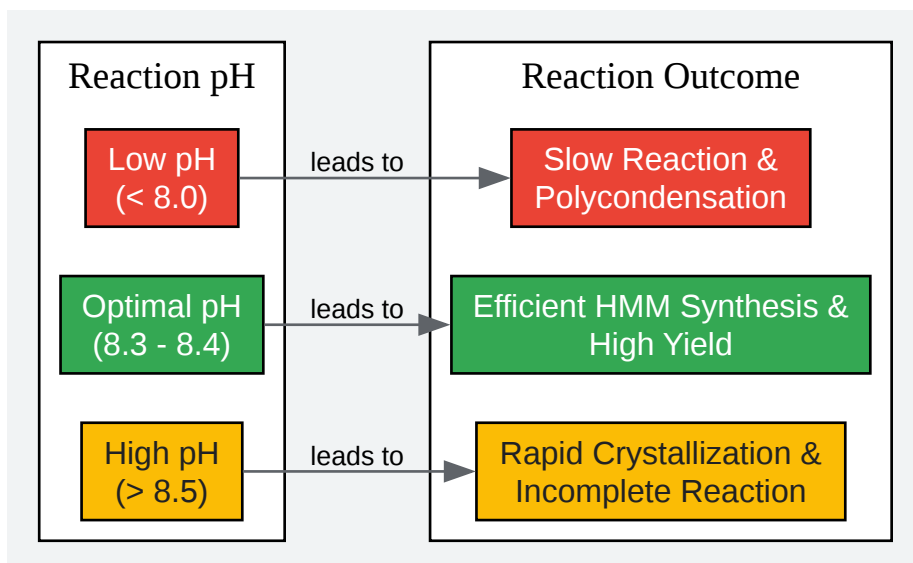 Reaction pH
Reaction Outcome
Low pH
(< 8.0)
leads to
Slow Reaction &
Polycondensation
Optimal pH
(8.3 - 8.4)
leads to
Efficient HMM Synthesis &
High Yield
High pH
(> 8.5)
leads to
Rapid Crystallization &
Incomplete Reaction